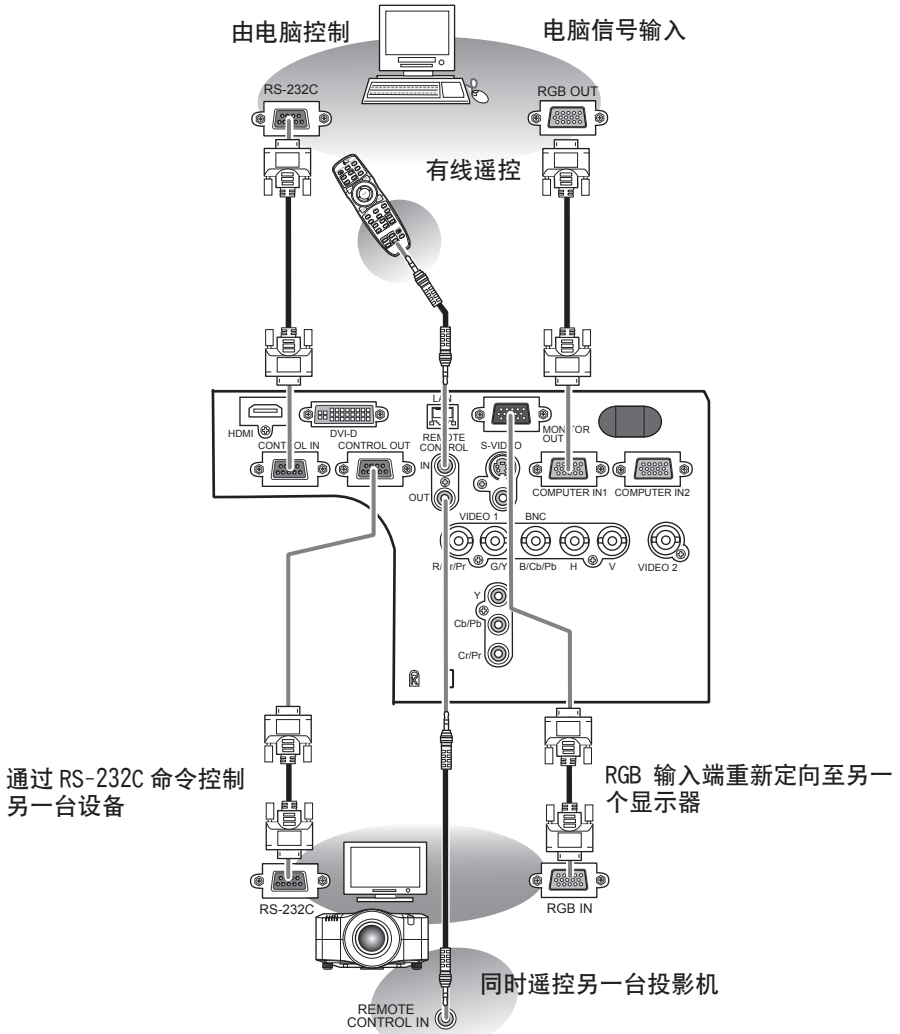 由电脑控制
电脑信号输入
RS-232C
RGB OUT
有线遥控
LAN
HDMI
DVI-D
REMOTE
CONTROL
S-VIDEO
MONITOR
OUT
CONTROL IN
CONTROL OUT
IN
OUT
COMPUTER IN1
COMPUTER IN2
VIDEO 1
BNC
R/Cr/Pr
G/Y
B/Cb/Pb
H
V
VIDEO 2
Y
Cb/Pb
Cr/Pr
K
通过 RS-232C 命令控制
另一台设备
RGB 输入端重新定向至另一
个显示器
RS-232C
RGB IN
同时遥控另一台投影机
REMOTE
CONTROL IN